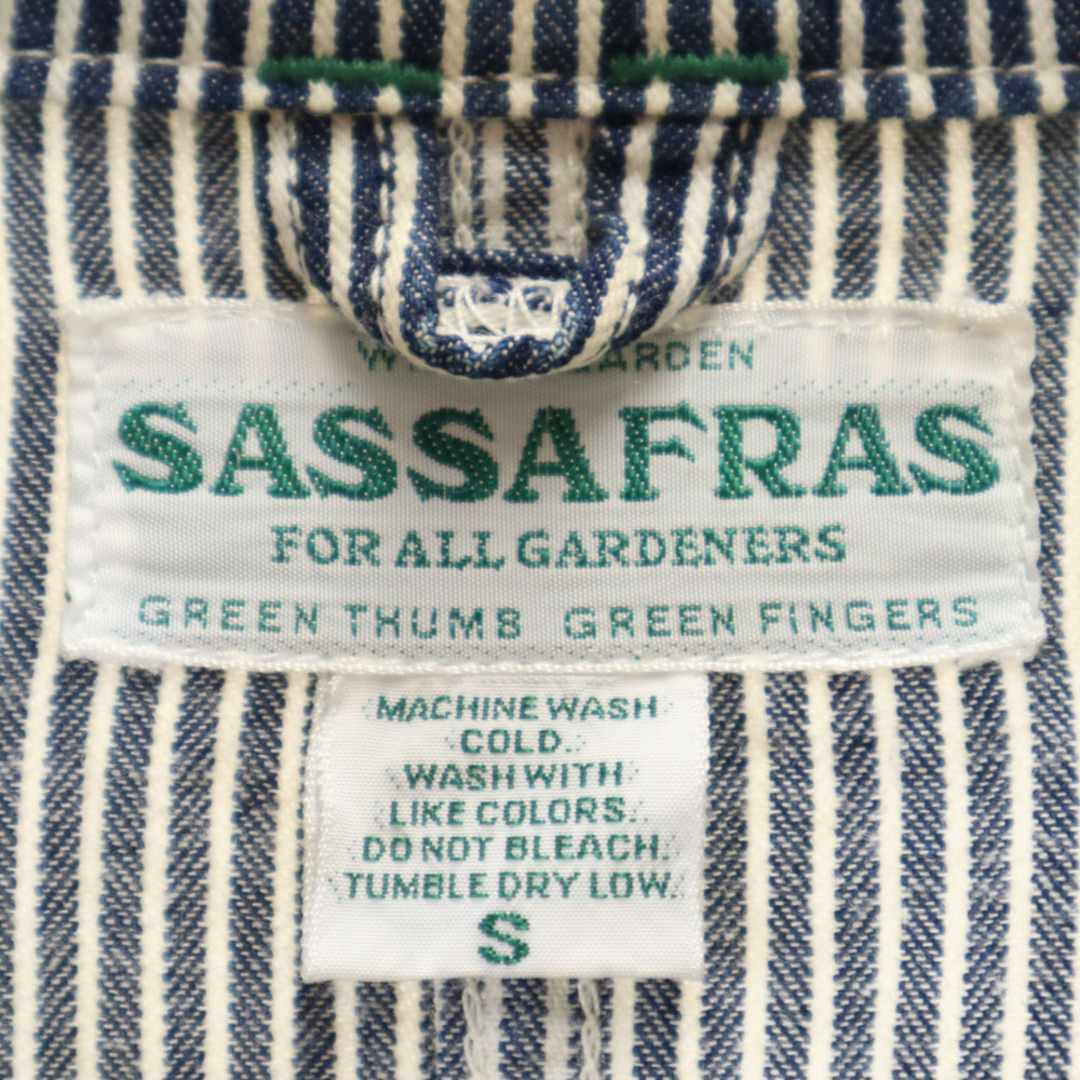 SASSAFRAS
FOR ALL GARDENERS
GREEN THUMB GREEN FINGERS
MACHINE WASH
COLD.
WASH WITH
LIKE COLORS.
DO NOT BLEACH.
TUMBLE DRY LOW.
S